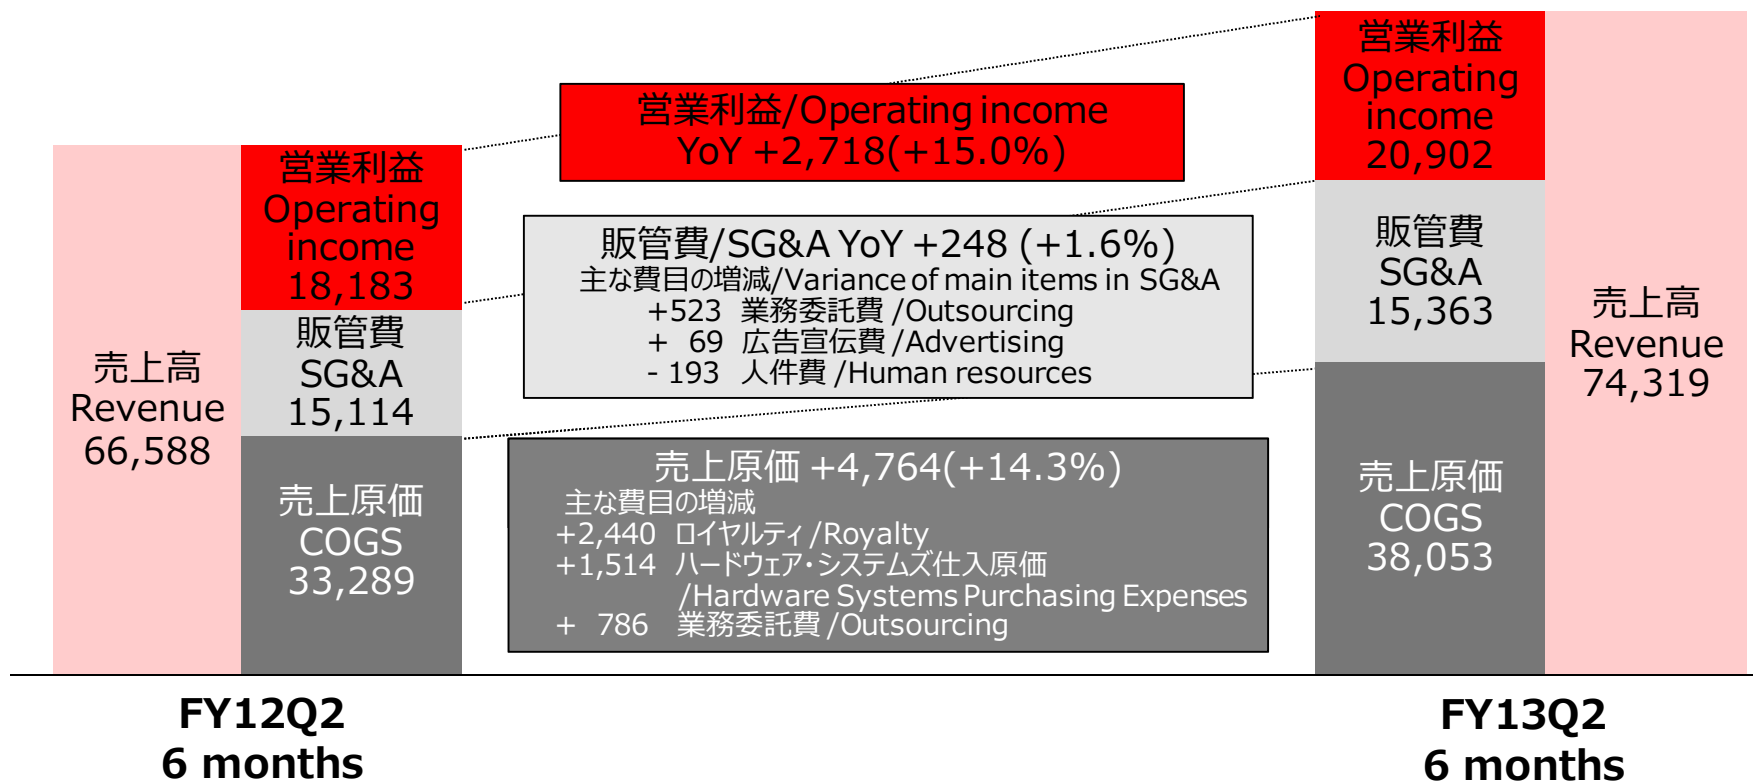 売上高
Revenue
66,588
営業利益
Operating
income
18,183
販管費
SG&A
15,114
売上原価
COGS
33,289
営業利益/Operating income
YoY +2,718(+15.0%)
販管費/SG&A YoY +248 (+1.6%)
主な費目の増減/Variance of main items in SG&A
+523 業務委託費 /Outsourcing
+ 69 広告宣伝費 /Advertising
- 193 人件費 /Human resources
売上原価 +4,764(+14.3%)
主な費目の増減
+2,440 ロイヤルティ /Royalty
+1,514 ハードウェア・システムズ仕入原価
/Hardware Systems Purchasing Expenses
+ 786 業務委託費 /Outsourcing
営業利益
Operating
income
20,902
販管費
SG&A
15,363
売上原価
COGS
38,053
売上高
Revenue
74,319
FY12Q2
6 months
FY13Q2
6 months